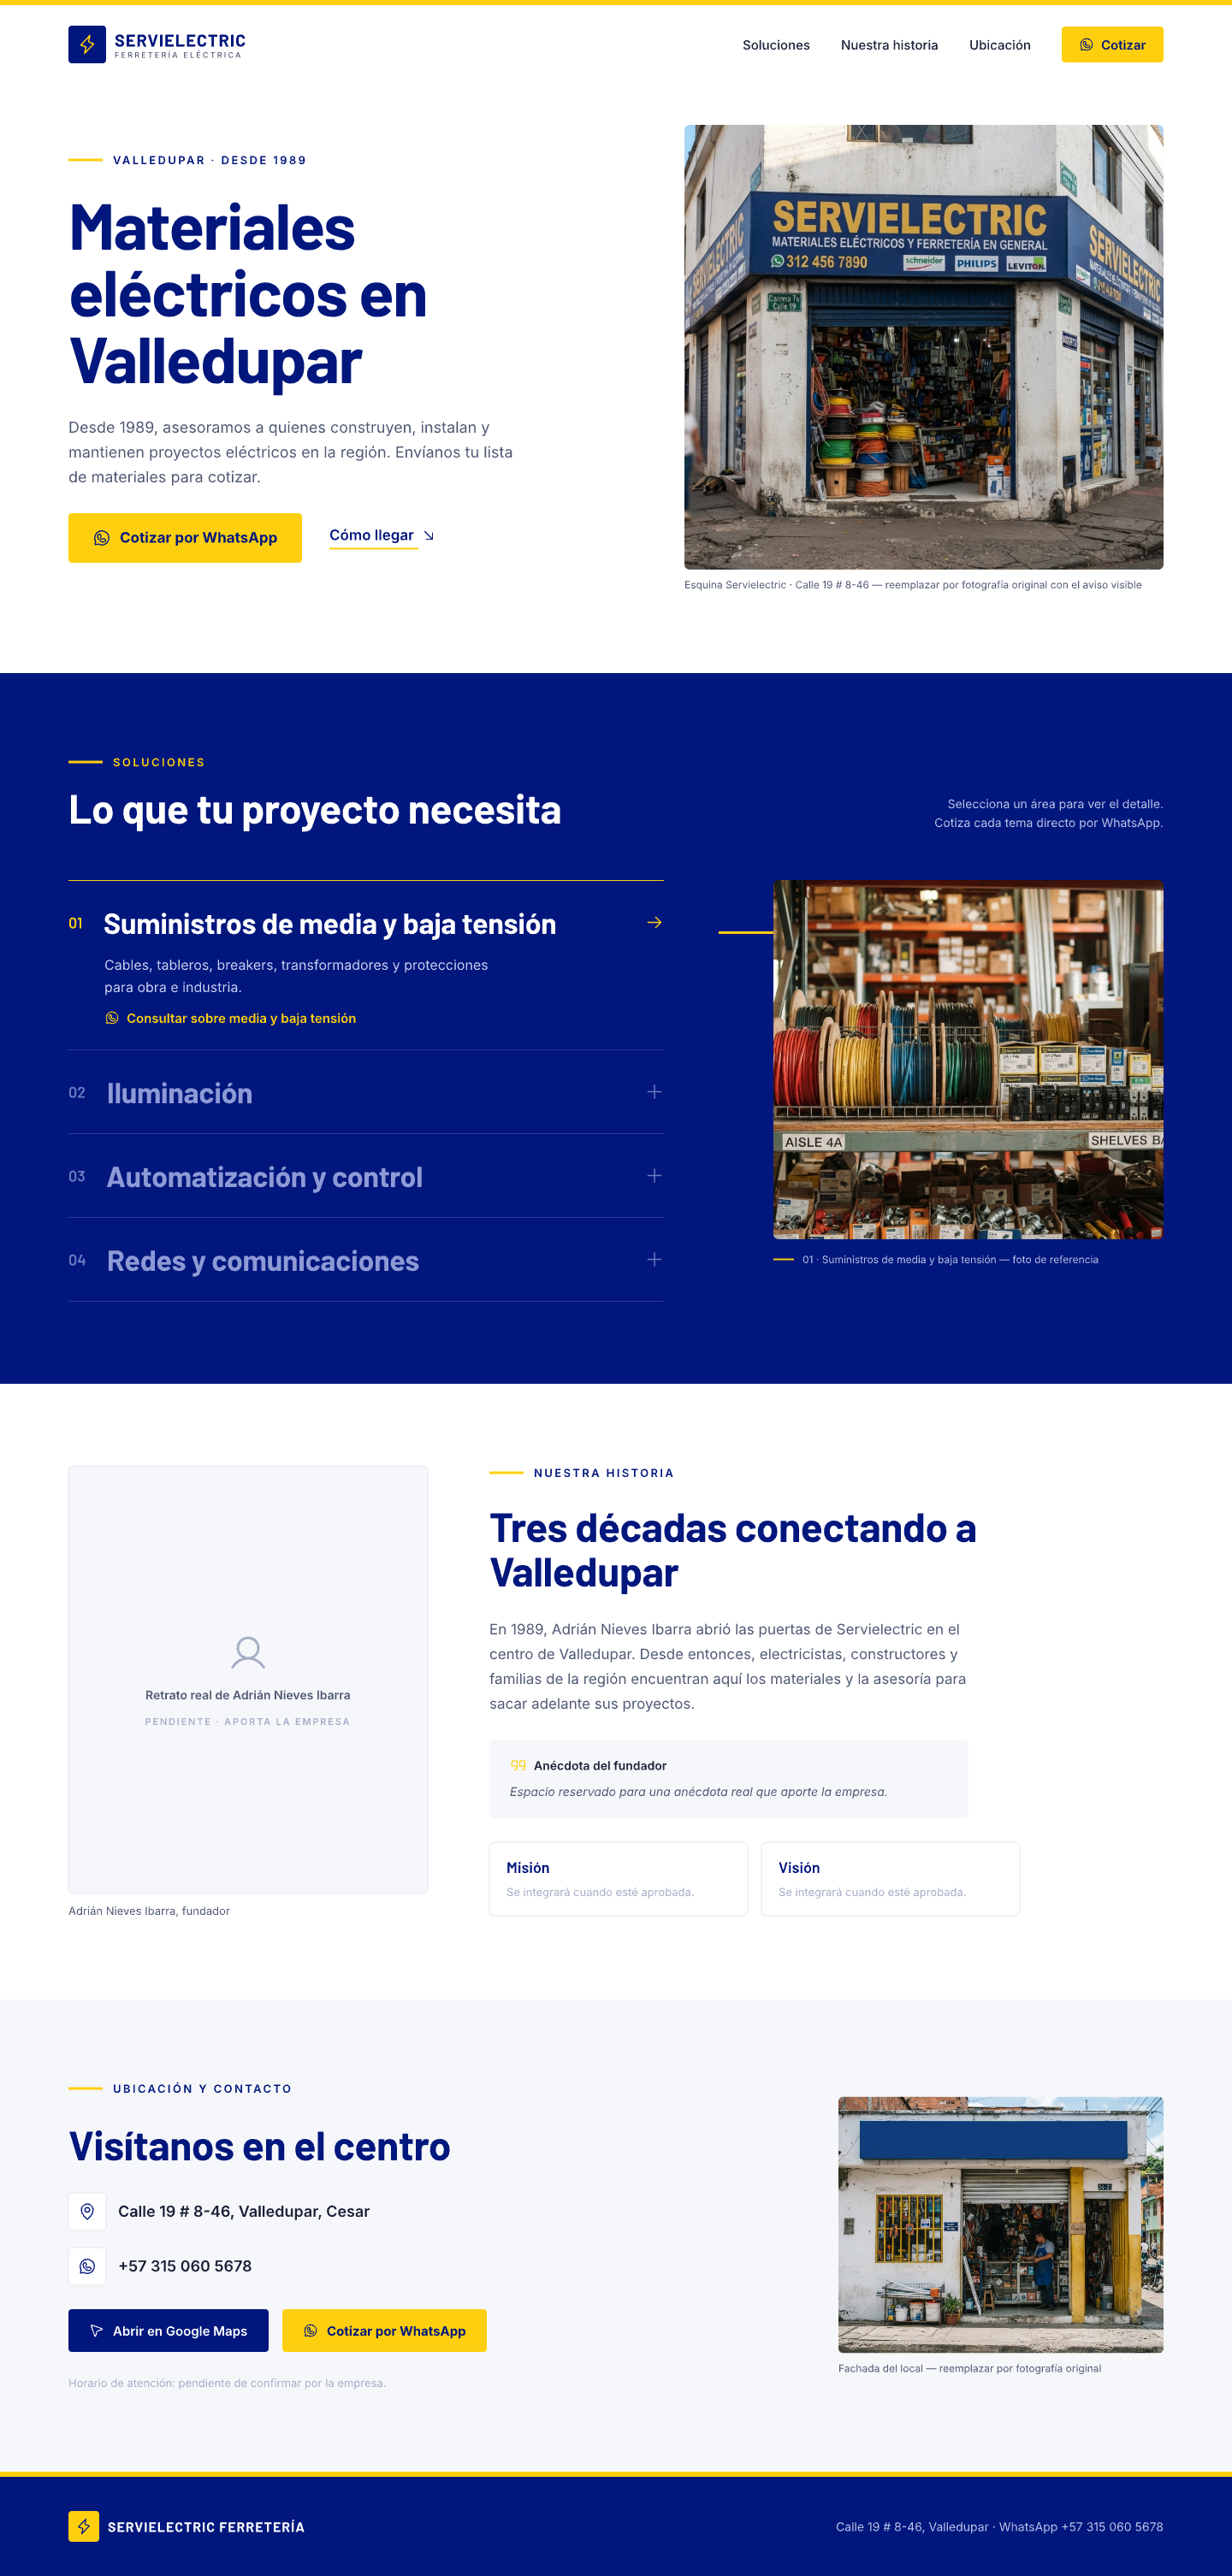 SERVIELECTRIC
FERRETERÍA ELÉCTRICA
Soluciones
Nuestra historia
Ubicación
Cotizar
VALLEDUPAR · DESDE 1989
Materiales
eléctricos en
Valledupar
Desde 1989, asesoramos a quienes construyen, instalan y
mantienen proyectos eléctricos en la región. Envíanos tu lista
de materiales para cotizar.
Cotizar por WhatsApp
Cómo llegar
SERVIELECTRIC
SERVIELECTRIC
MATERIALES ELÉCTRICOS Y FERRETERÍA EN GENERAL
312 456 7890
schneider
PHILIPS
LEVITON
SERVIELECTRIC
Carrera 7a
Calle 19
Esquina Servielectric · Calle 19 # 8-46 — reemplazar por fotografía original con el aviso visible
SOLUCIONES
Lo que tu proyecto necesita
Selecciona un área para ver el detalle.
Cotiza cada tema directo por WhatsApp.
01 Suministros de media y baja tensión
Cables, tableros, breakers, transformadores y protecciones
para obra e industria.
Consultar sobre media y baja tensión
02 Iluminación
03 Automatización y control
04 Redes y comunicaciones
AISLE 4A
SHELVES BA
01 · Suministros de media y baja tensión — foto de referencia
Retrato real de Adrián Nieves Ibarra
PENDIENTE · APORTA LA EMPRESA
Adrián Nieves Ibarra, fundador
NUESTRA HISTORIA
Tres décadas conectando a
Valledupar
En 1989, Adrián Nieves Ibarra abrió las puertas de Servielectric en el
centro de Valledupar. Desde entonces, electricistas, constructores y
familias de la región encuentran aquí los materiales y la asesoría para
sacar adelante sus proyectos.
Anécdota del fundador
Espacio reservado para una anécdota real que aporte la empresa.
Misión
Se integrará cuando esté aprobada.
Visión
Se integrará cuando esté aprobada.
UBICACIÓN Y CONTACTO
Visítanos en el centro
Calle 19 # 8-46, Valledupar, Cesar
+57 315 060 5678
Abrir en Google Maps
Cotizar por WhatsApp
Horario de atención: pendiente de confirmar por la empresa.
Fachada del local — reemplazar por fotografía original
SERVIELECTRIC FERRETERÍA
Calle 19 # 8-46, Valledupar · WhatsApp +57 315 060 5678